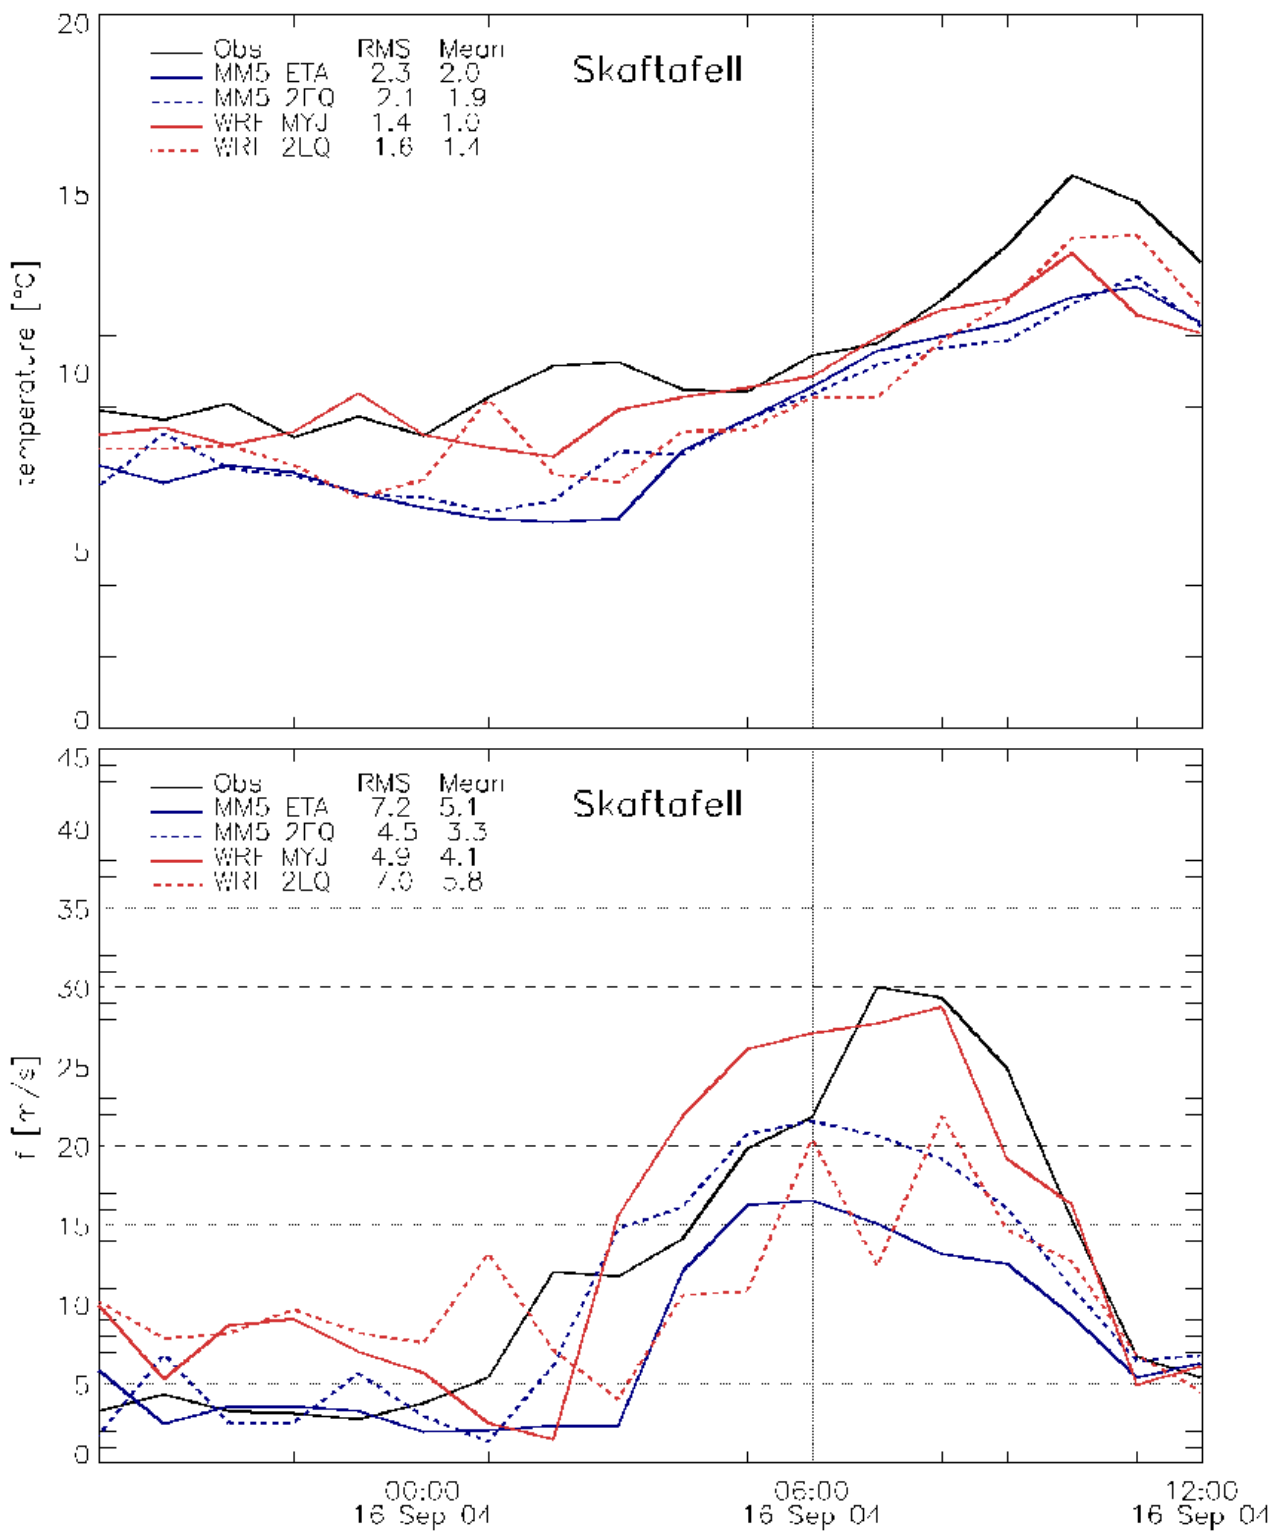 20
Obs RMS Mean
MM5 ETA 2.3 2.0
MM5 2EQ 2.1 1.9
WRF MYJ 1.4 1.0
WRF 2EQ 1.6 1.4
Skaftafell
15
10
5
0
temperature [°C]
45
Obs RMS Mean
MM5 ETA 7.2 5.1
MM5 2EQ 4.5 3.3
WRF MYJ 4.9 4.1
WRF 2EQ 7.0 5.8
Skaftafell
40
35
30
25
20
15
10
5
0
f [m/s]
00:00 06:00 12:00
16 Sep 04 16 Sep 04 16 Sep 04